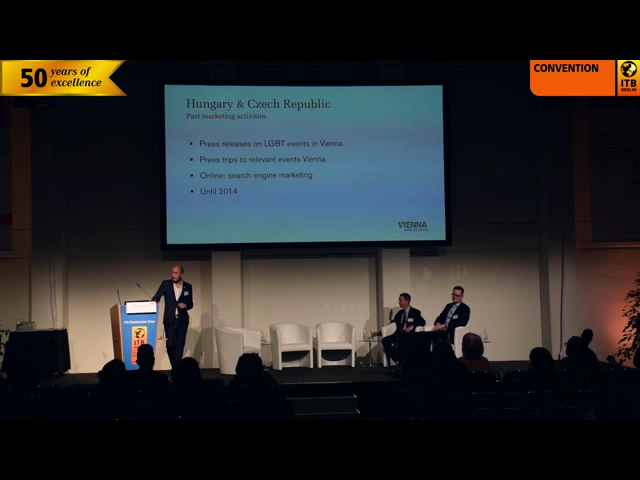 50 years of
excellence
CONVENTION
ITB
BERLIN
Hungary & Czech Republic
Past marketing activities
Press releases on LGBT events in Vienna
Press trips to relevant events Vienna
Online: search engine marketing
Until 2014
VIENNA
ITB